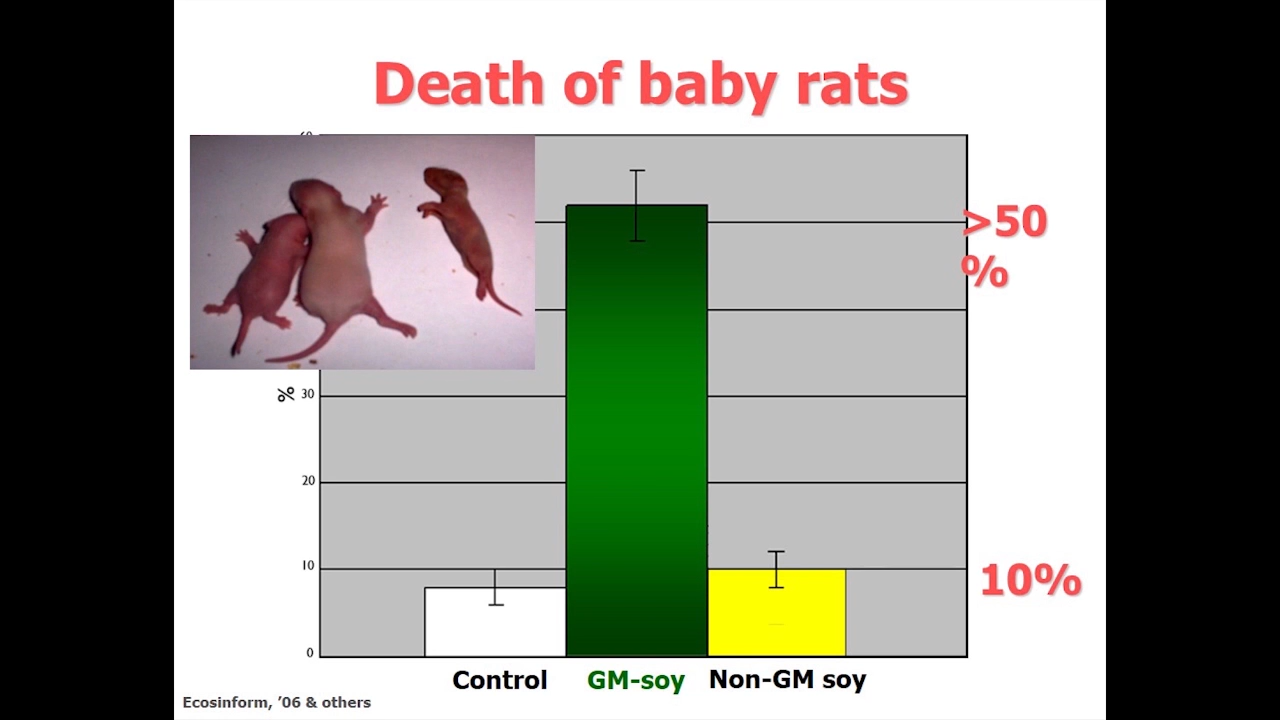 Death of baby rats
>50
%
%
30
20
10
0
10%
Control
GM-soy
Non-GM soy
Ecosinform, ’06 & others